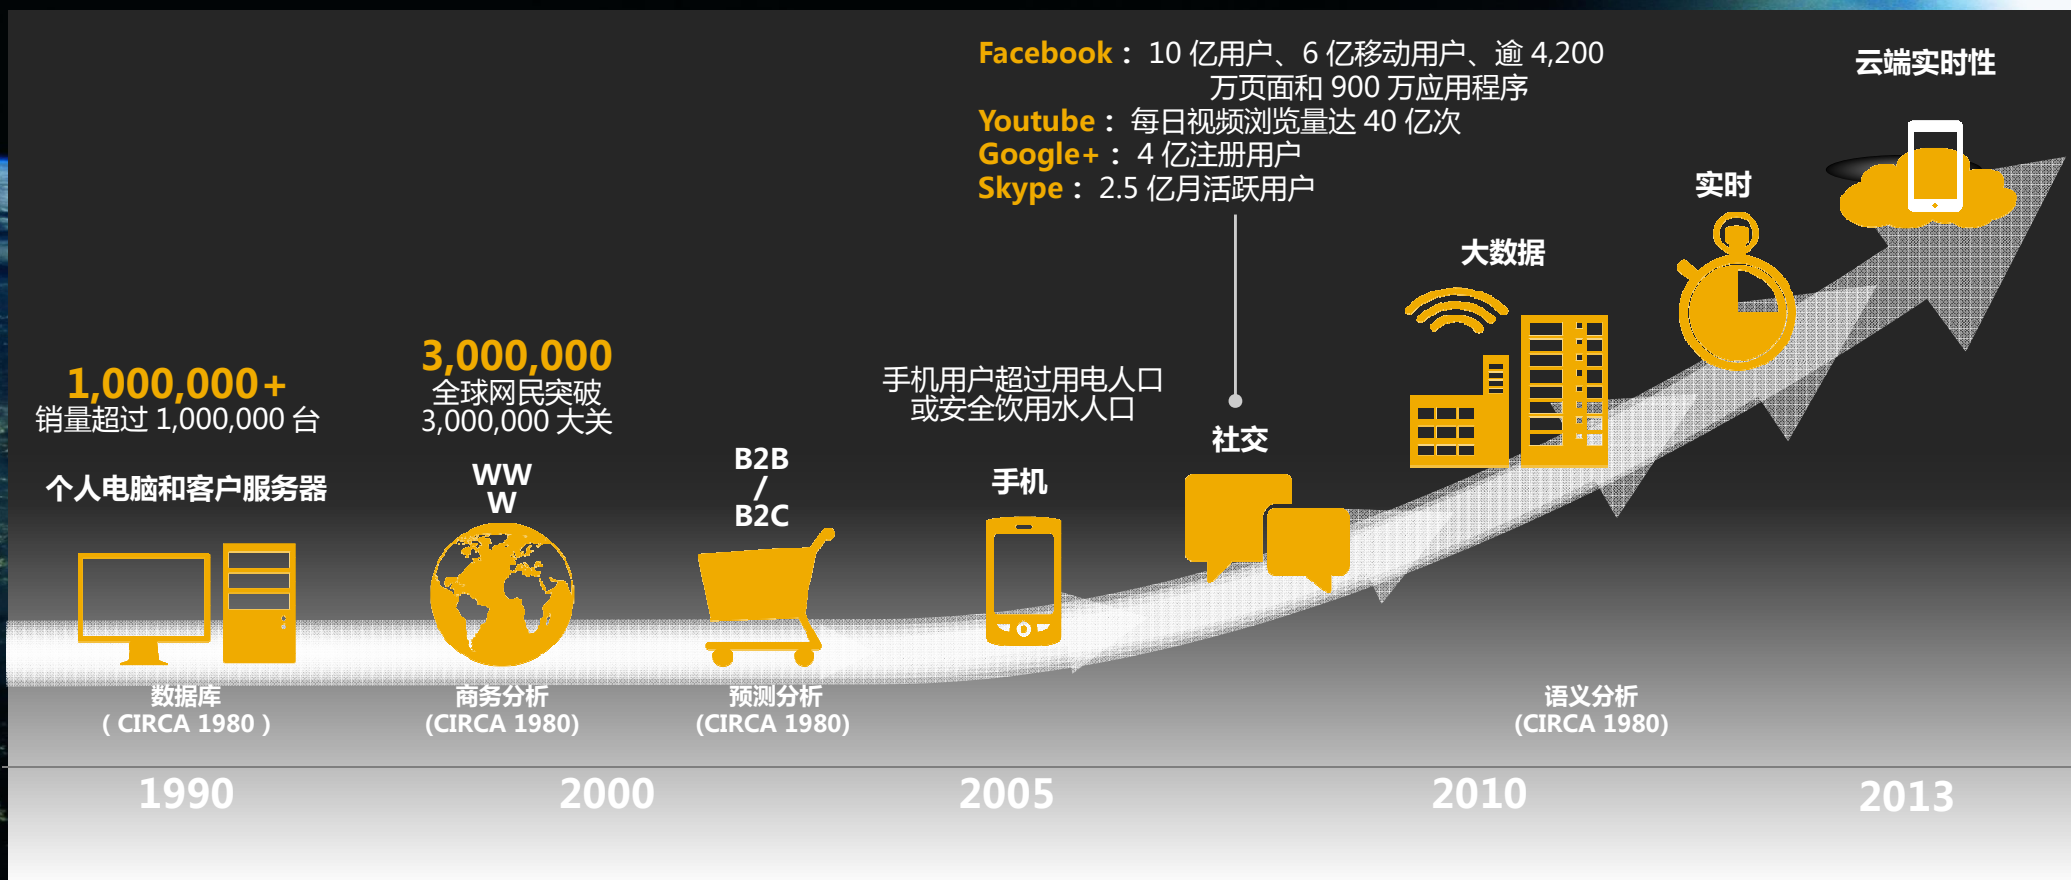 Facebook： 10 亿用户、6 亿移动用户、逾 4,200
万页面和 900 万应用程序
Youtube： 每日视频浏览量达 40 亿次
Google+： 4 亿注册用户
Skype： 2.5 亿月活跃用户
云端实时性
实时
大数据
1,000,000+
销量超过 1,000,000 台
个人电脑和客户服务器
3,000,000
全球网民突破
3,000,000 大关
WW
W
B2B
/
B2C
手机用户超过用电人口
或安全饮用水人口
手机
社交
数据库
（ CIRCA 1980 ）
商务分析
(CIRCA 1980)
预测分析
(CIRCA 1980)
语义分析
(CIRCA 1980)
1990
2000
2005
2010
2013